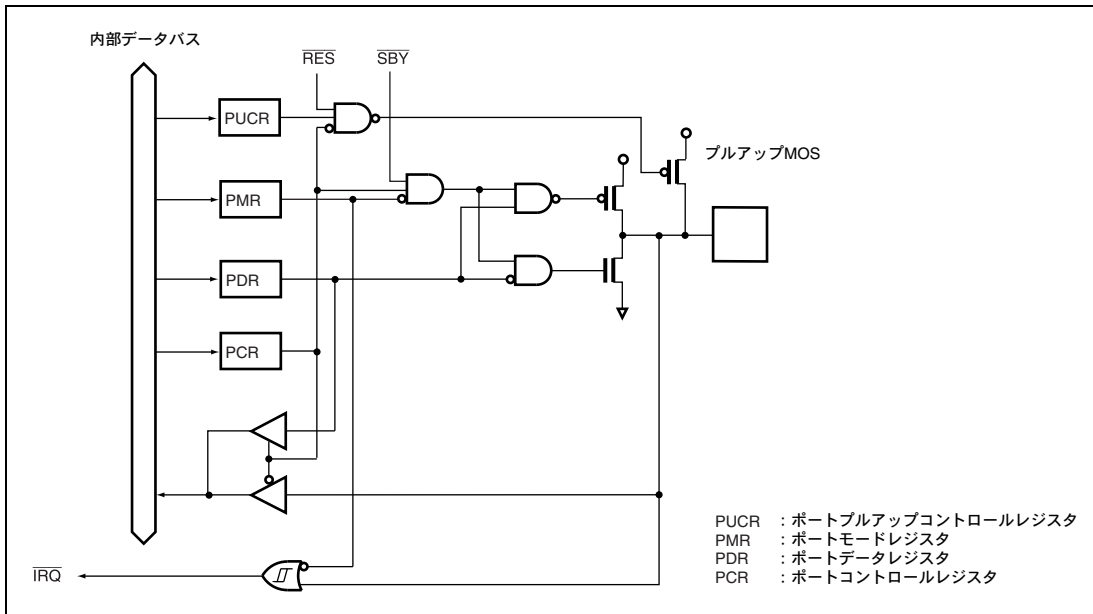 内部データバス
R̅E̅S̅
S̅B̅Y̅
PUCR
プルアップMOS
PMR
PDR
PCR
I̅R̅Q̅
PUCR ：ポートプルアップコントロールレジスタ
PMR ：ポートモードレジスタ
PDR ：ポートデータレジスタ
PCR ：ポートコントロールレジスタ